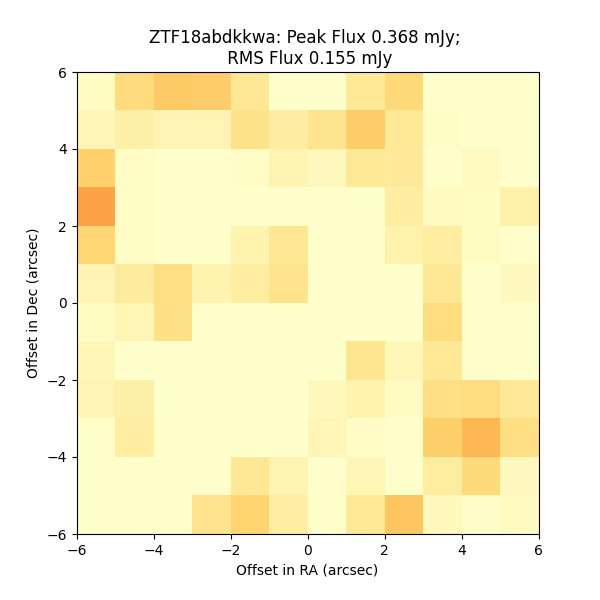 ZTF18abdkkwa: Peak Flux 0.368 mJy;
RMS Flux 0.155 mJy
6
4
2
0
−2
−4
−6
Offset in Dec (arcsec)
−6 −4 −2 0 2 4 6
Offset in RA (arcsec)